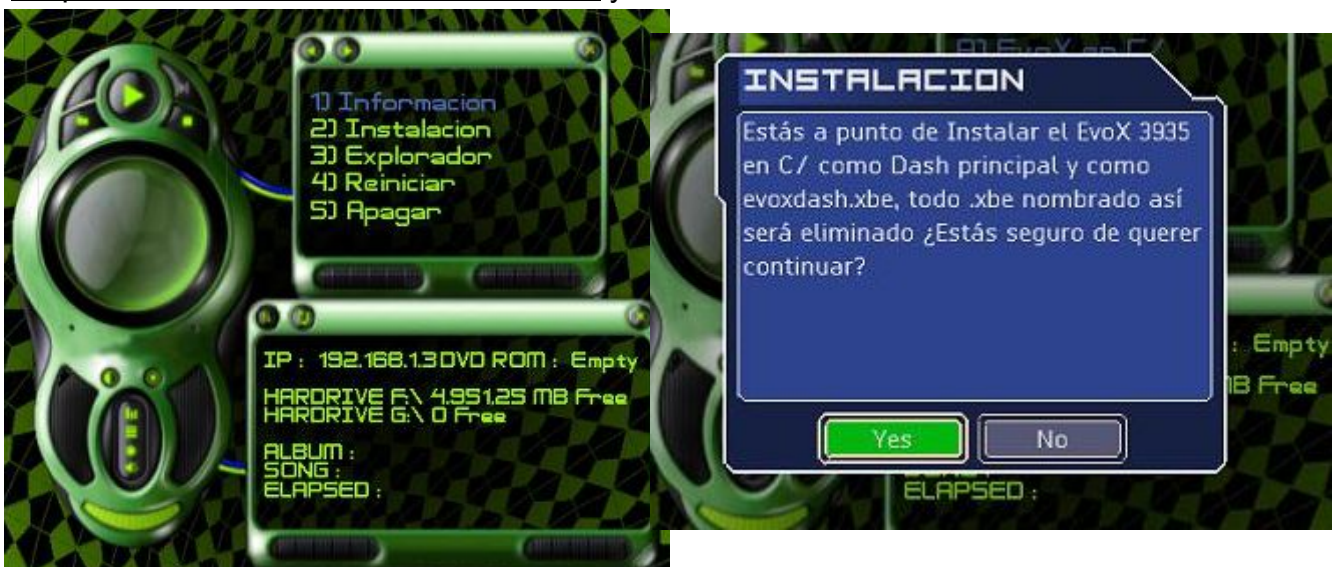 1) Informacion
2) Instalacion
3) Explorador
4) Reiniciar
5) Apagar
IP : 192.168.1.3 DVD ROM : Empty
HARDRIVE F:\ 4,951.25 MB Free
HARDRIVE G:\ 0 Free
ALBUM :
SONG :
ELAPSED :
INSTALACION
Estás a punto de Instalar el EvoX 3935
en C/ como Dash principal y como
evoxdash.xbe, todo .xbe nombrado así
será eliminado ¿Estás seguro de querer
continuar?
Yes
No
: Empty
MB Free
ELAPSED :